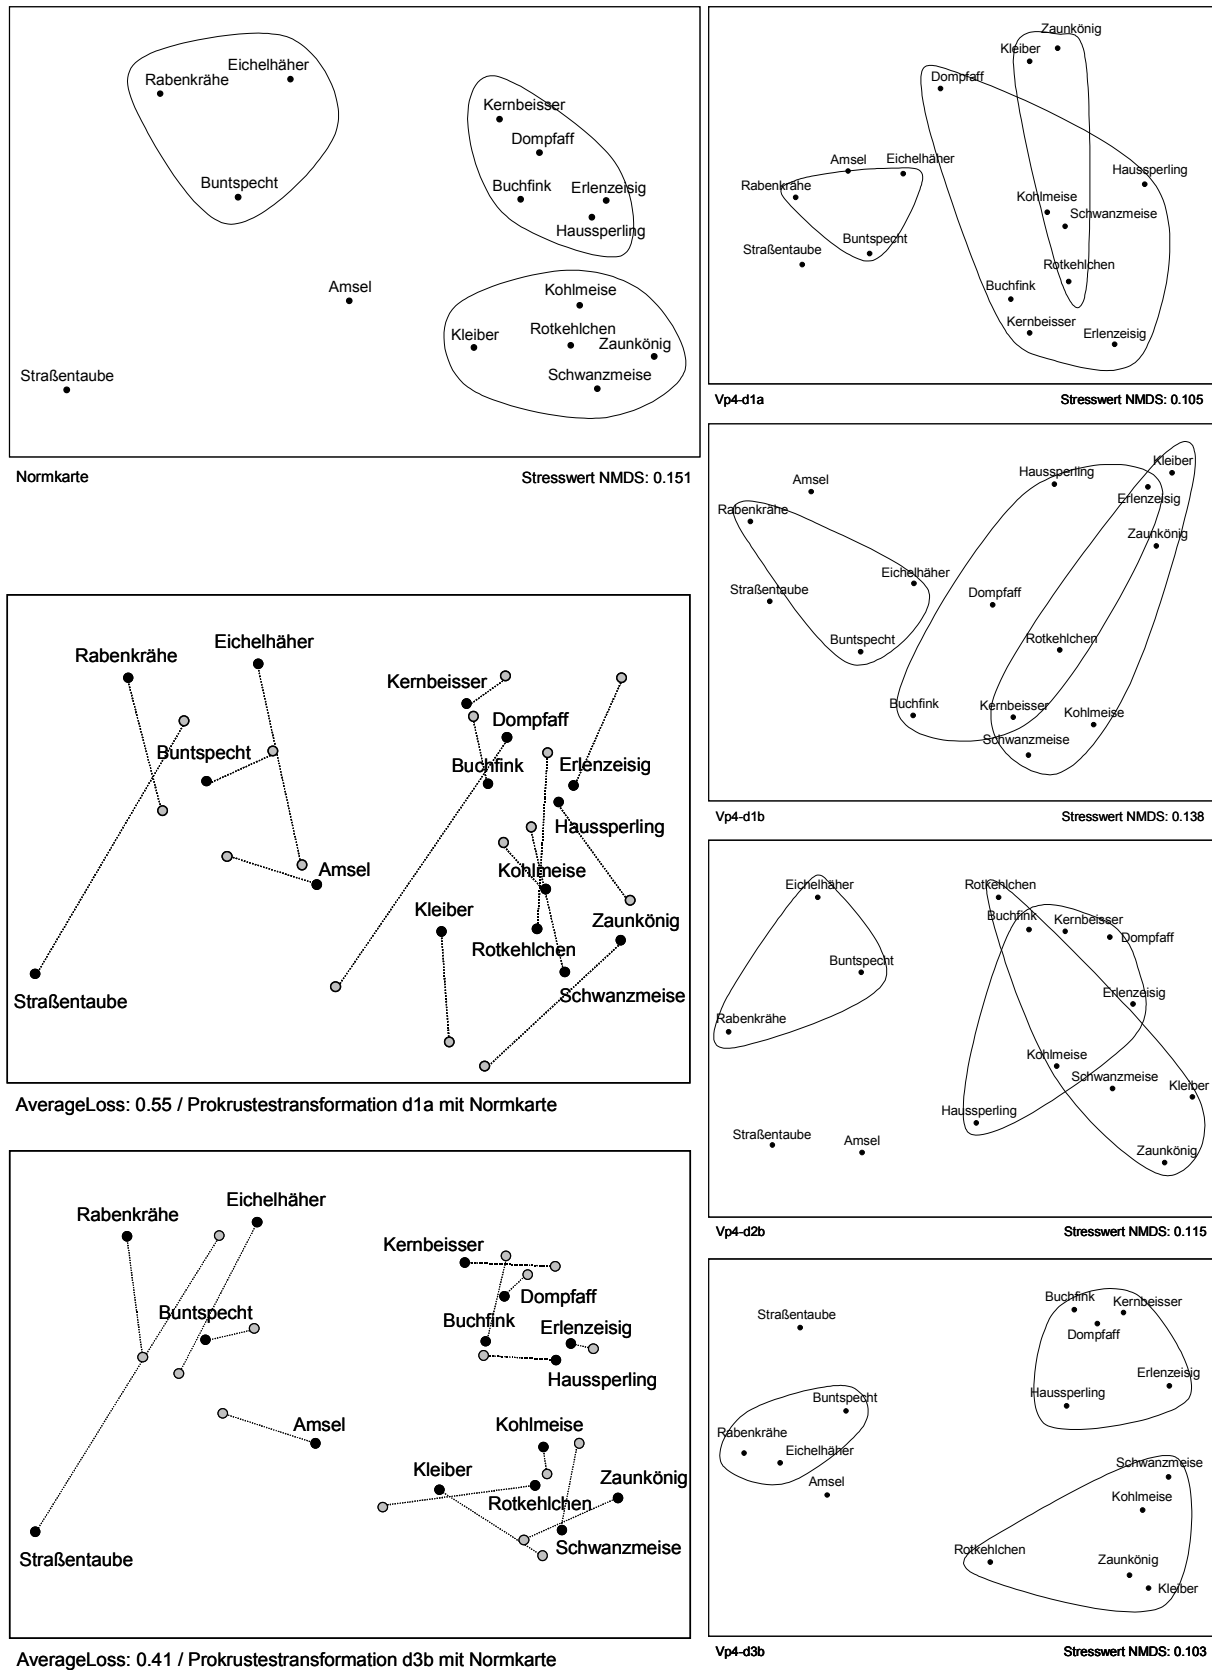 Eichelhäher
Rabenkrähe
Kernbeisser
Dompfaff
Buntspecht
Buchfink
Erlenzeisig
Haussperling
Amsel
Kohlmeise
Kleiber
Rotkehlchen
Zaunkönig
Straßentaube
Schwanzmeise
Normkarte
Stresswert NMDS: 0.151
Zaunkönig
Kleiber
Dompfaff
Amsel
Eichelhäher
Haussperling
Rabenkrähe
Kohlmeise
Schwanzmeise
Buntspecht
Straßentaube
Rotkehlchen
Buchfink
Kernbeisser
Erlenzeisig
Vp4-d1a
Stresswert NMDS: 0.105
Kleiber
Haussperling
Amsel
Erlenzeisig
Rabenkrähe
Zaunkönig
Eichelhäher
Straßentaube
Dompfaff
Buntspecht
Rotkehlchen
Buchfink
Kernbeisser
Kohlmeise
Schwanzmeise
Vp4-d1b
Stresswert NMDS: 0.138
Eichelhäher
Rabenkrähe
Kernbeisser
Dompfaff
Buntspecht
Buchfink
Erlenzeisig
Haussperling
Amsel
Kohlmeise
Kleiber
Zaunkönig
Rotkehlchen
Straßentaube
Schwanzmeise
AverageLoss: 0.55 / Prokrustestransformation d1a mit Normkarte
Eichelhäher
Rotkehlchen
Buchfink
Kernbeisser
Dompfaff
Buntspecht
Erlenzeisig
Rabenkrähe
Kohlmeise
Schwanzmeise
Kleiber
Haussperling
Straßentaube
Amsel
Zaunkönig
Vp4-d2b
Stresswert NMDS: 0.115
Eichelhäher
Rabenkrähe
Kernbeisser
Dompfaff
Buntspecht
Buchfink
Erlenzeisig
Haussperling
Amsel
Kohlmeise
Kleiber
Zaunkönig
Rotkehlchen
Schwanzmeise
Straßentaube
AverageLoss: 0.41 / Prokrustestransformation d3b mit Normkarte
Buchfink
Kernbeisser
Straßentaube
Dompfaff
Erlenzeisig
Buntspecht
Haussperling
Rabenkrähe
Eichelhäher
Schwanzmeise
Amsel
Kohlmeise
Rotkehlchen
Zaunkönig
Kleiber
Vp4-d3b
Stresswert NMDS: 0.103